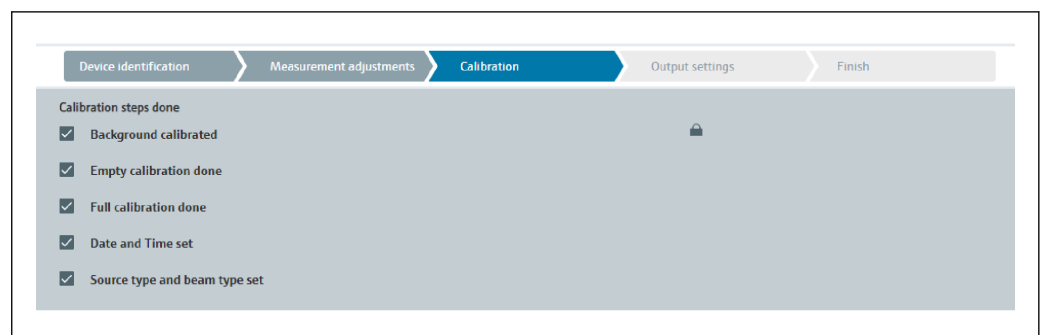 Device identification
Measurement adjustments
Calibration
Output settings
Finish
Calibration steps done
Background calibrated
Empty calibration done
Full calibration done
Date and Time set
Source type and beam type set